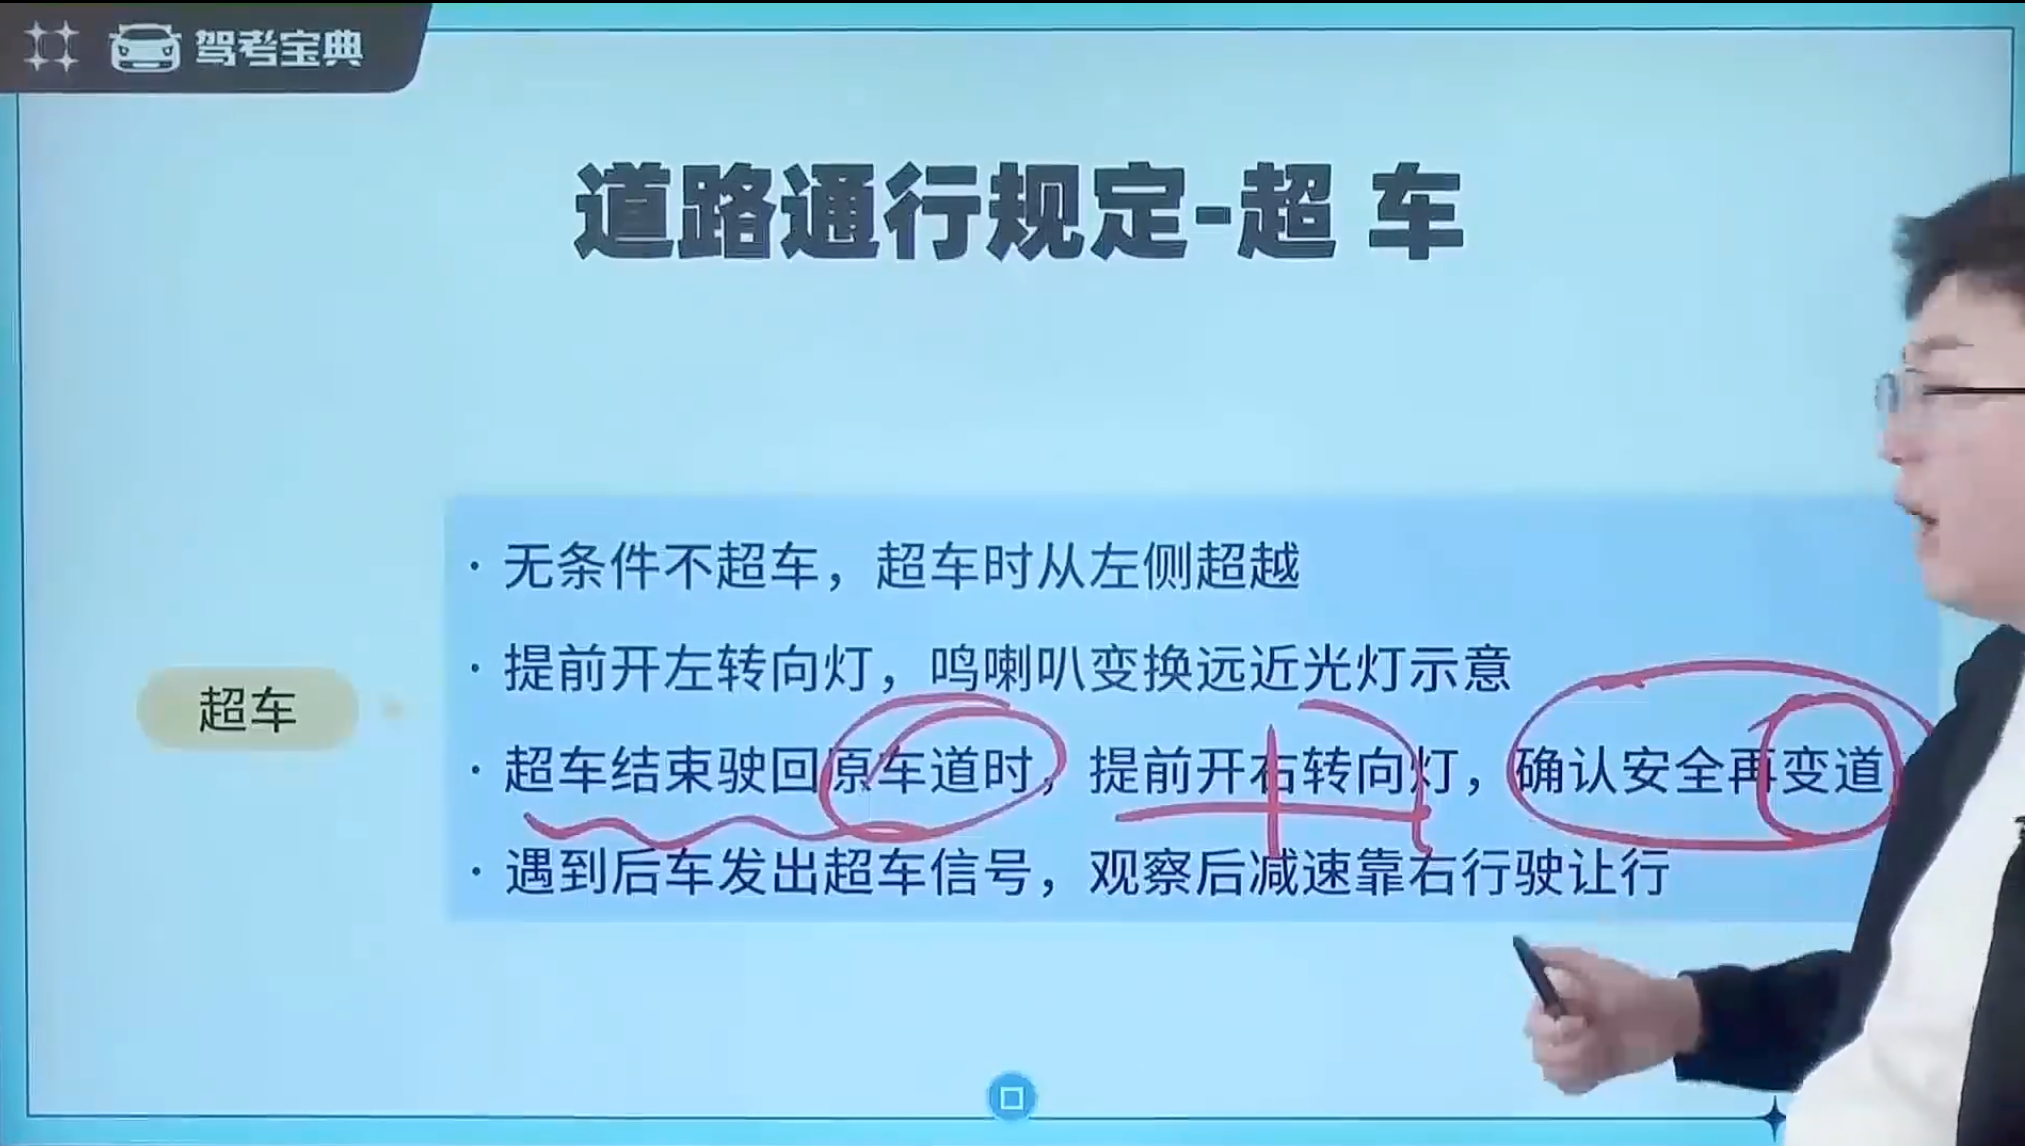 驾考宝典
道路通行规定-超 车
· 无条件不超车，超车时从左侧超越
· 提前开左转向灯，鸣喇叭变换远近光灯示意
超车
· 超车结束驶回原车道时，提前开右转向灯，确认安全再变道
· 遇到后车发出超车信号，观察后减速靠右行驶让行